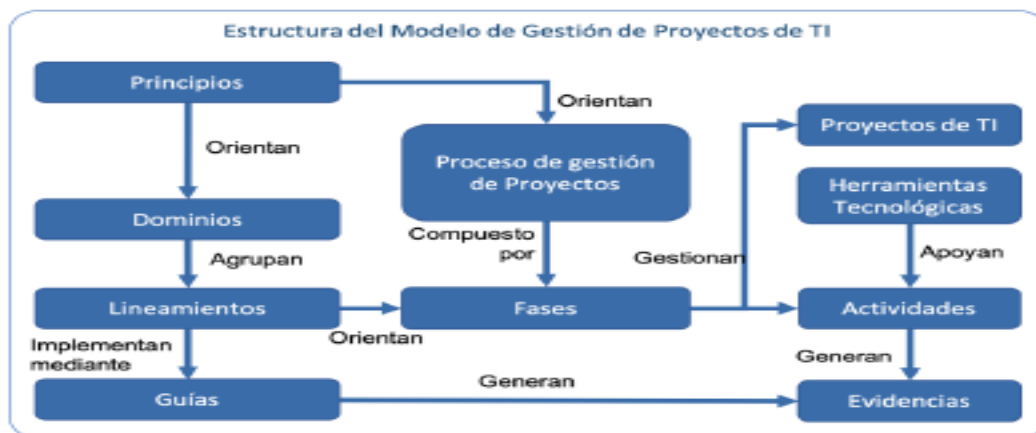 Estructura del Modelo de Gestión de Proyectos de TI
Principios
Orientan
Orientan
Proceso de gestión
de Proyectos
Proyectos de TI
Herramientas
Tecnológicas
Dominios
Compuesto
por
Agrupan
Gestionan
Apoyan
Lineamientos
Orientan
Fases
Actividades
Implementan
mediante
Generan
Generan
Guías
Evidencias